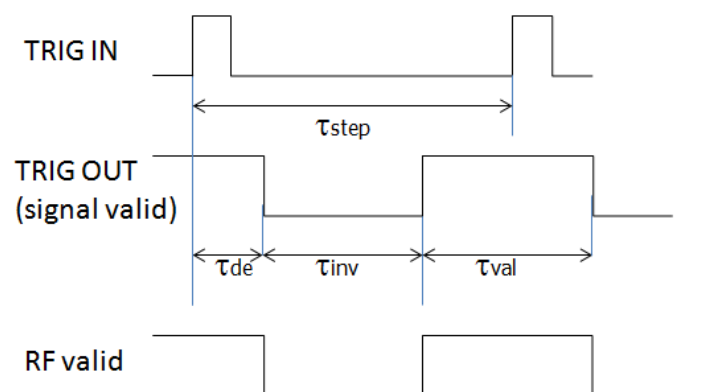 TRIG IN
τstep
TRIG OUT
(signal valid)
τde
τinv
τval
RF valid